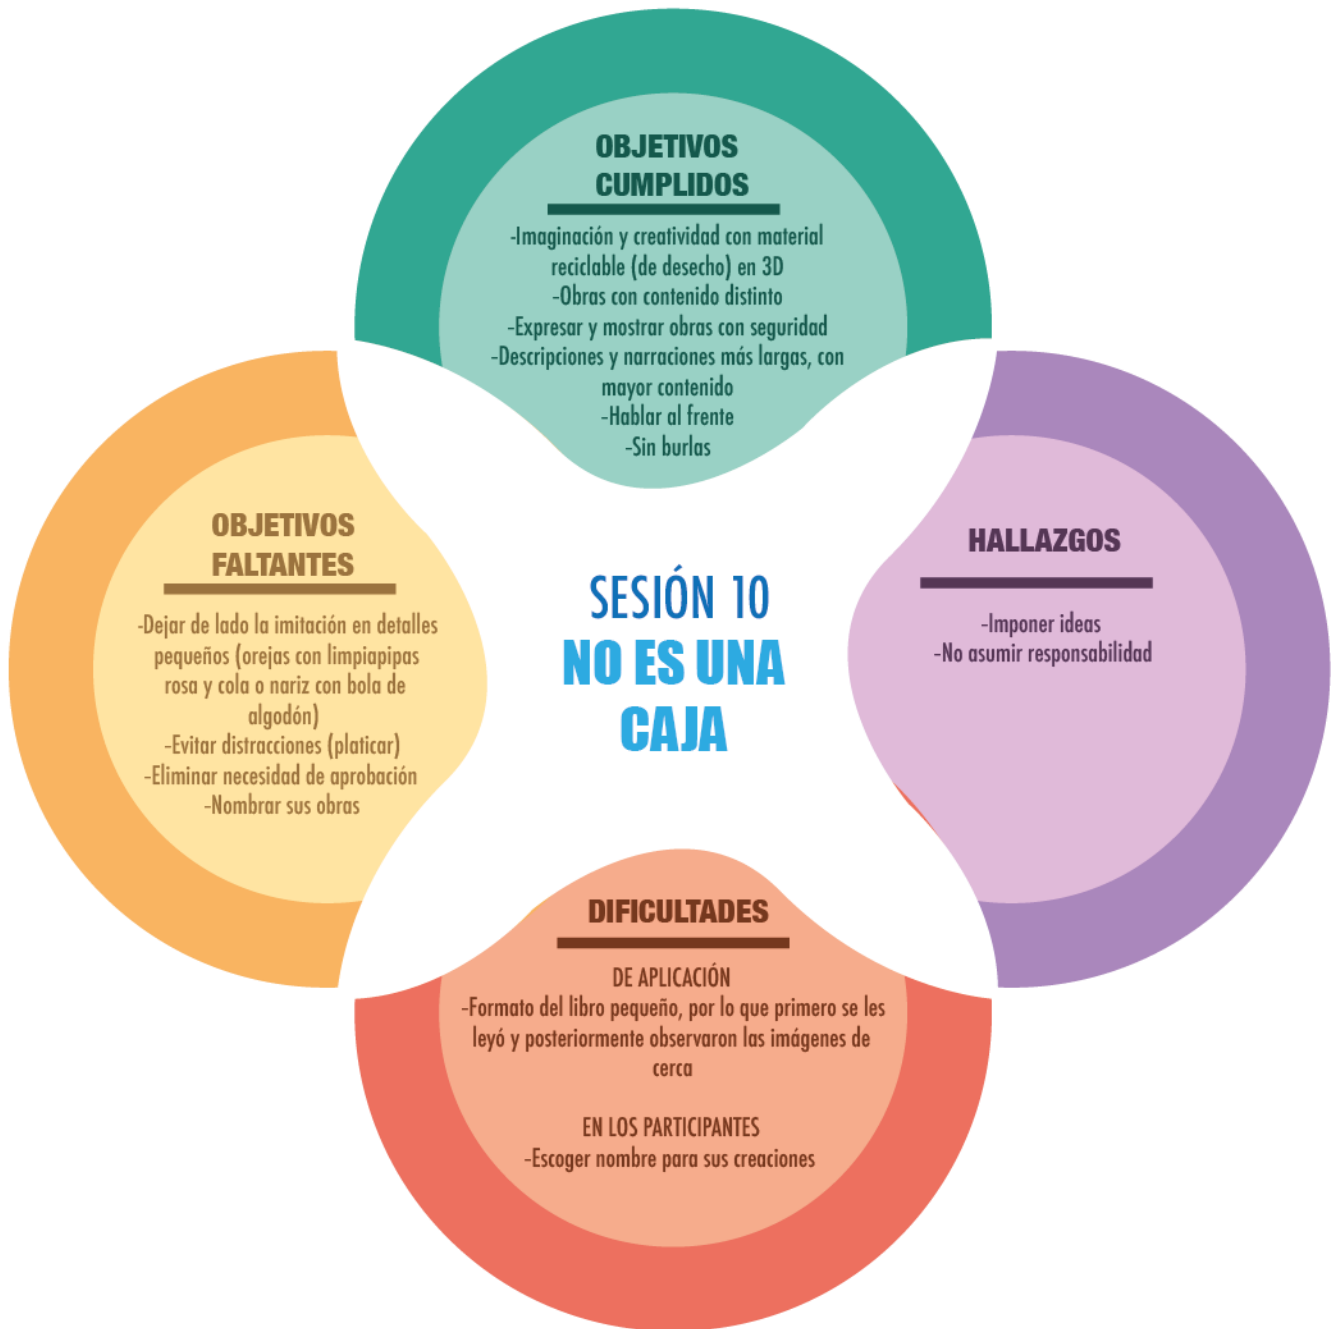 OBJETIVOS
CUMPLIDOS
-Imaginación y creatividad con material
reciclable (de desecho) en 3D
-Obras con contenido distinto
-Expresar y mostrar obras con seguridad
-Descripciones y narraciones más largas, con
mayor contenido
-Hablar al frente
-Sin burlas
OBJETIVOS
FALTANTES
-Dejar de lado la imitación en detalles
pequeños (orejas con limpiapipas
rosa y cola o nariz con bola de
algodón)
-Evitar distracciones (platicar)
-Eliminar necesidad de aprobación
-Nombrar sus obras
SESIÓN 10
NO ES UNA
CAJA
HALLAZGOS
-Imponer ideas
-No asumir responsabilidad
DIFICULTADES
DE APLICACIÓN
-Formato del libro pequeño, por lo que primero se les
leyó y posteriormente observaron las imágenes de
cerca
EN LOS PARTICIPANTES
-Escoger nombre para sus creaciones